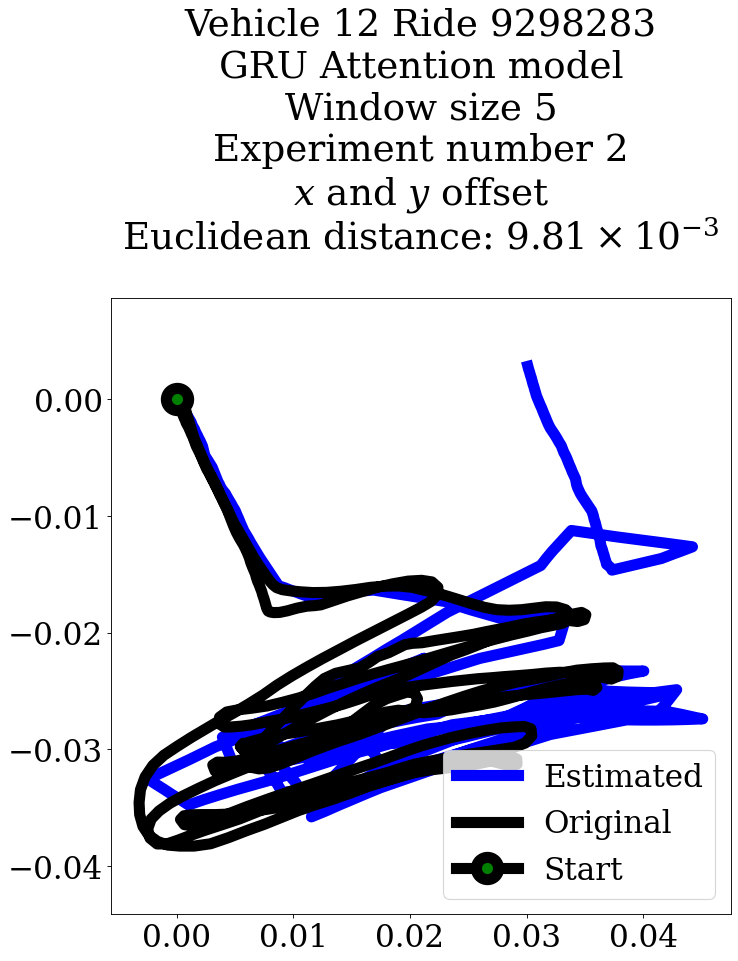 Vehicle 12 Ride 9298283
GRU Attention model
Window size 5
Experiment number 2
x and y offset
Euclidean distance: 9.81 × 10⁻³
0.00
−0.01
−0.02
−0.03
−0.04
Estimated
Original
Start
0.00 0.01 0.02 0.03 0.04